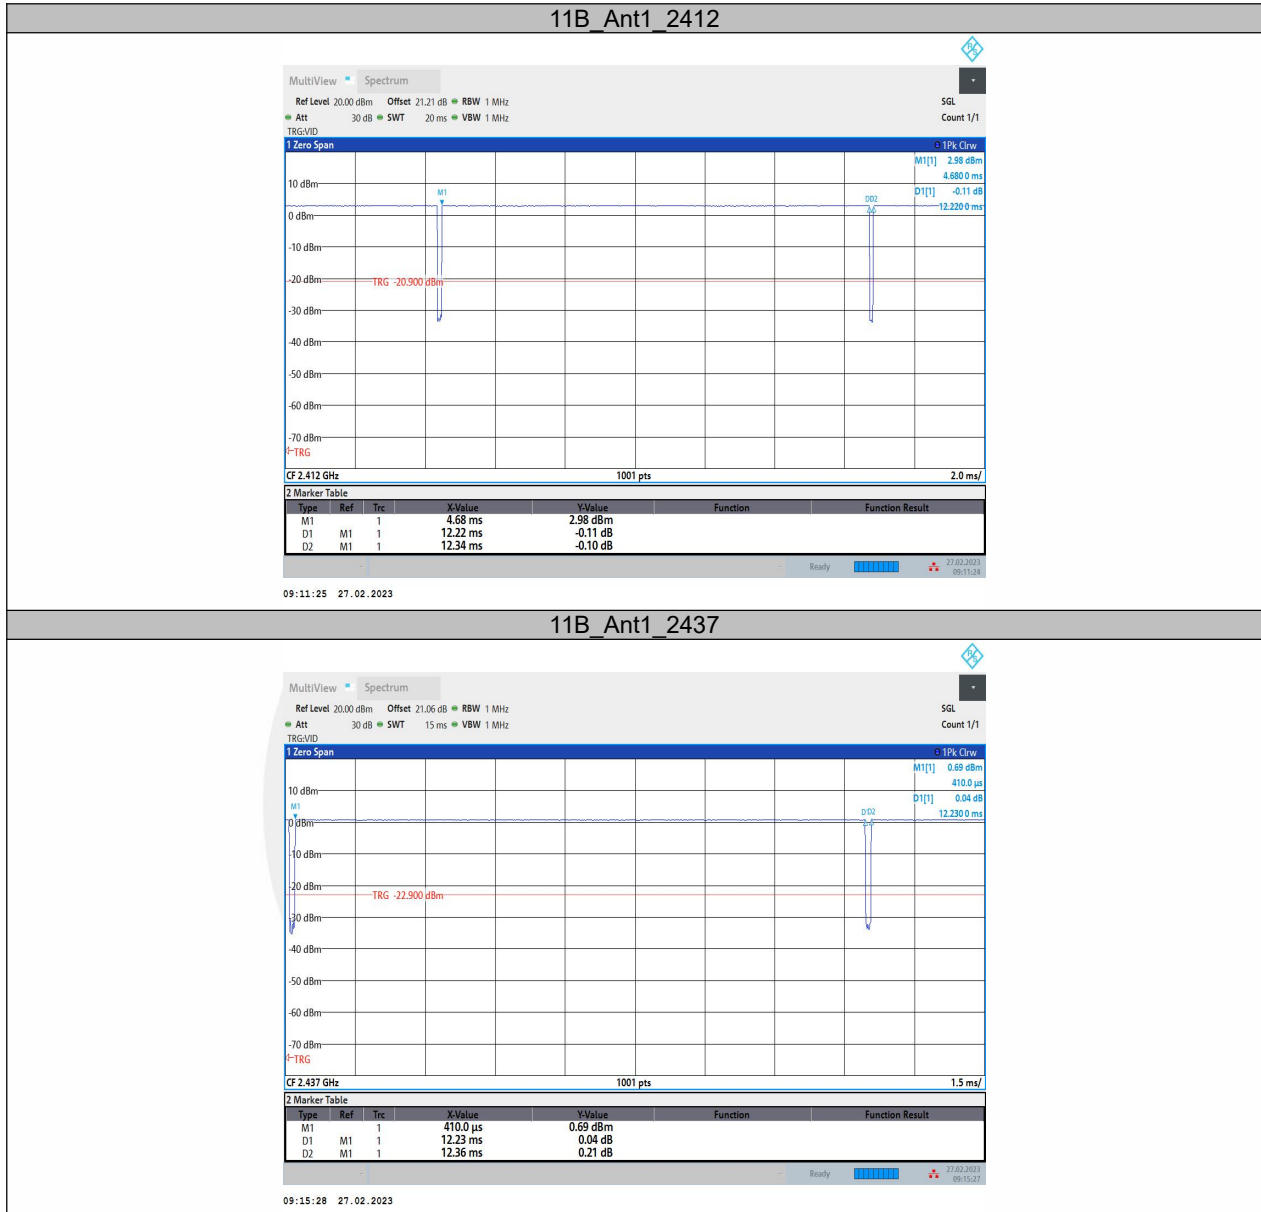 11B_Ant1_2412
MultiView Spectrum
Ref Level 20.00 dBm Offset 21.21 dB RBW 1 MHz SGL
Att 30 dB SWT 20 ms VBW 1 MHz Count 1/1
TRG:VID
1 Zero Span 1Pk Clrw
M1[1] 2.98 dBm
4.680 0 ms
10 dBm
M1
D1[1] -0.11 dB
DD2
12.220 0 ms
0 dBm
-10 dBm
-20 dBm
TRG -20.900 dBm
-30 dBm
-40 dBm
-50 dBm
-60 dBm
-70 dBm
TRG
CF 2.412 GHz 1001 pts 2.0 ms/
2 Marker Table
Type Ref Trc X-Value Y-Value Function Function Result
M1 1 4.68 ms 2.98 dBm
D1 M1 1 12.22 ms -0.11 dB
D2 M1 1 12.34 ms -0.10 dB
Ready 27.02.2023
09:11:24
09:11:25 27.02.2023
11B_Ant1_2437
MultiView Spectrum
Ref Level 20.00 dBm Offset 21.06 dB RBW 1 MHz SGL
Att 30 dB SWT 15 ms VBW 1 MHz Count 1/1
TRG:VID
1 Zero Span 1Pk Clrw
M1[1] 0.69 dBm
410.0 µs
10 dBm
D1[1] 0.04 dB
M1
D'D2
12.230 0 ms
0 dBm
-10 dBm
-20 dBm
TRG -22.900 dBm
-30 dBm
-40 dBm
-50 dBm
-60 dBm
-70 dBm
TRG
CF 2.437 GHz 1001 pts 1.5 ms/
2 Marker Table
Type Ref Trc X-Value Y-Value Function Function Result
M1 1 410.0 µs 0.69 dBm
D1 M1 1 12.23 ms 0.04 dB
D2 M1 1 12.36 ms 0.21 dB
Ready 27.02.2023
09:15:27
09:15:28 27.02.2023